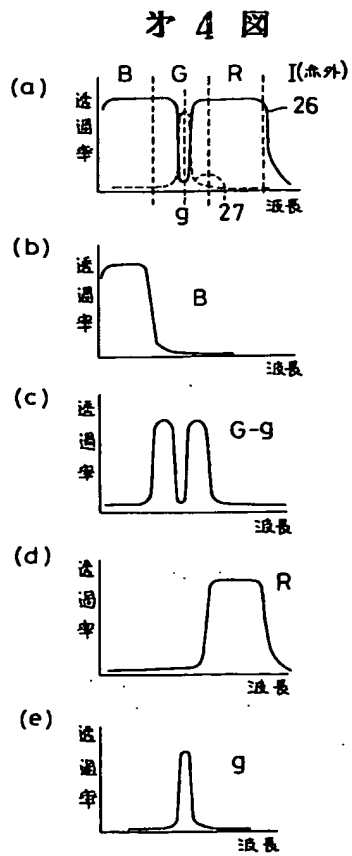 第4図
(a)
透過率
B G R I(赤外)
26
g 27
波長
(b)
透過率
B
波長
(c)
透過率
G-g
波長
(d)
透過率
R
波長
(e)
透過率
g
波長